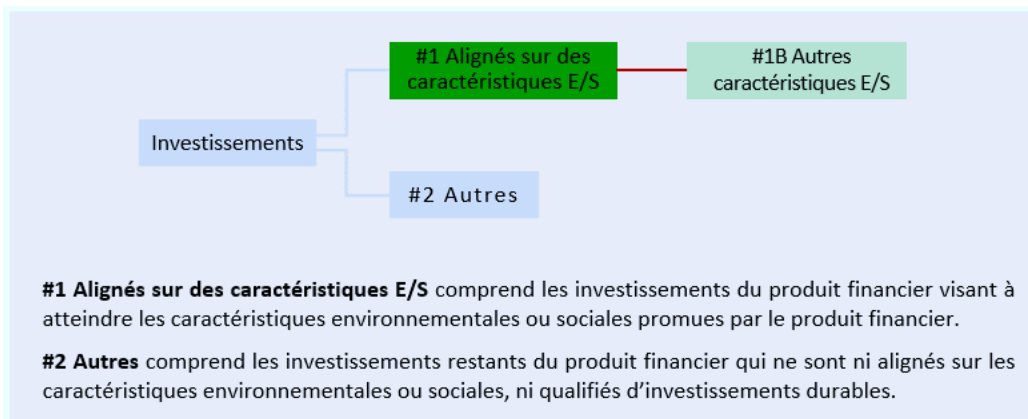 #1 Alignés sur des
caractéristiques E/S
#1B Autres
caractéristiques E/S
Investissements
#2 Autres
#1 Alignés sur des caractéristiques E/S comprend les investissements du produit financier visant à
atteindre les caractéristiques environnementales ou sociales promues par le produit financier.
#2 Autres comprend les investissements restants du produit financier qui ne sont ni alignés sur les
caractéristiques environnementales ou sociales, ni qualifiés d’investissements durables.